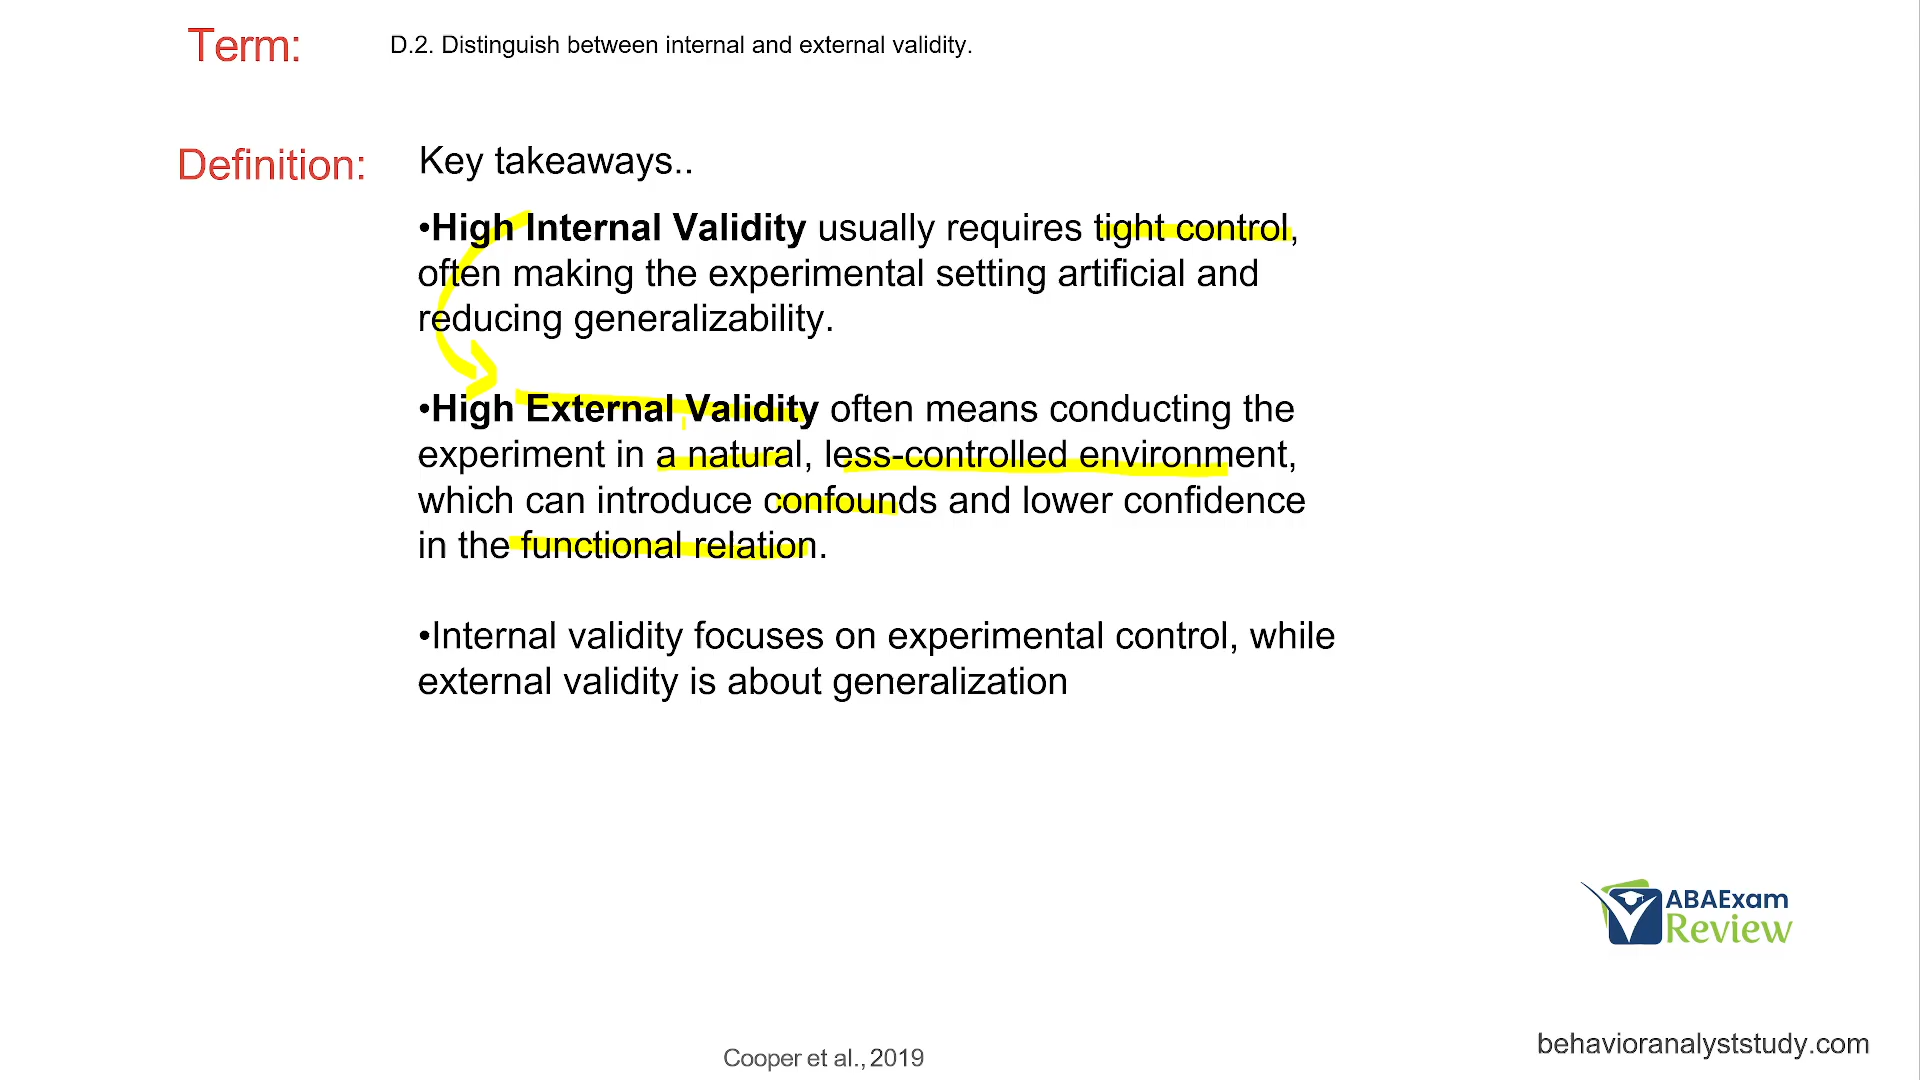 Term: D.2. Distinguish between internal and external validity.
Definition: Key takeaways..
•High Internal Validity usually requires tight control,
often making the experimental setting artificial and
reducing generalizability.
•High External Validity often means conducting the
experiment in a natural, less-controlled environment,
which can introduce confounds and lower confidence
in the functional relation.
•Internal validity focuses on experimental control, while
external validity is about generalization
ABAExam
Review
behavioranalyststudy.com
Cooper et al., 2019